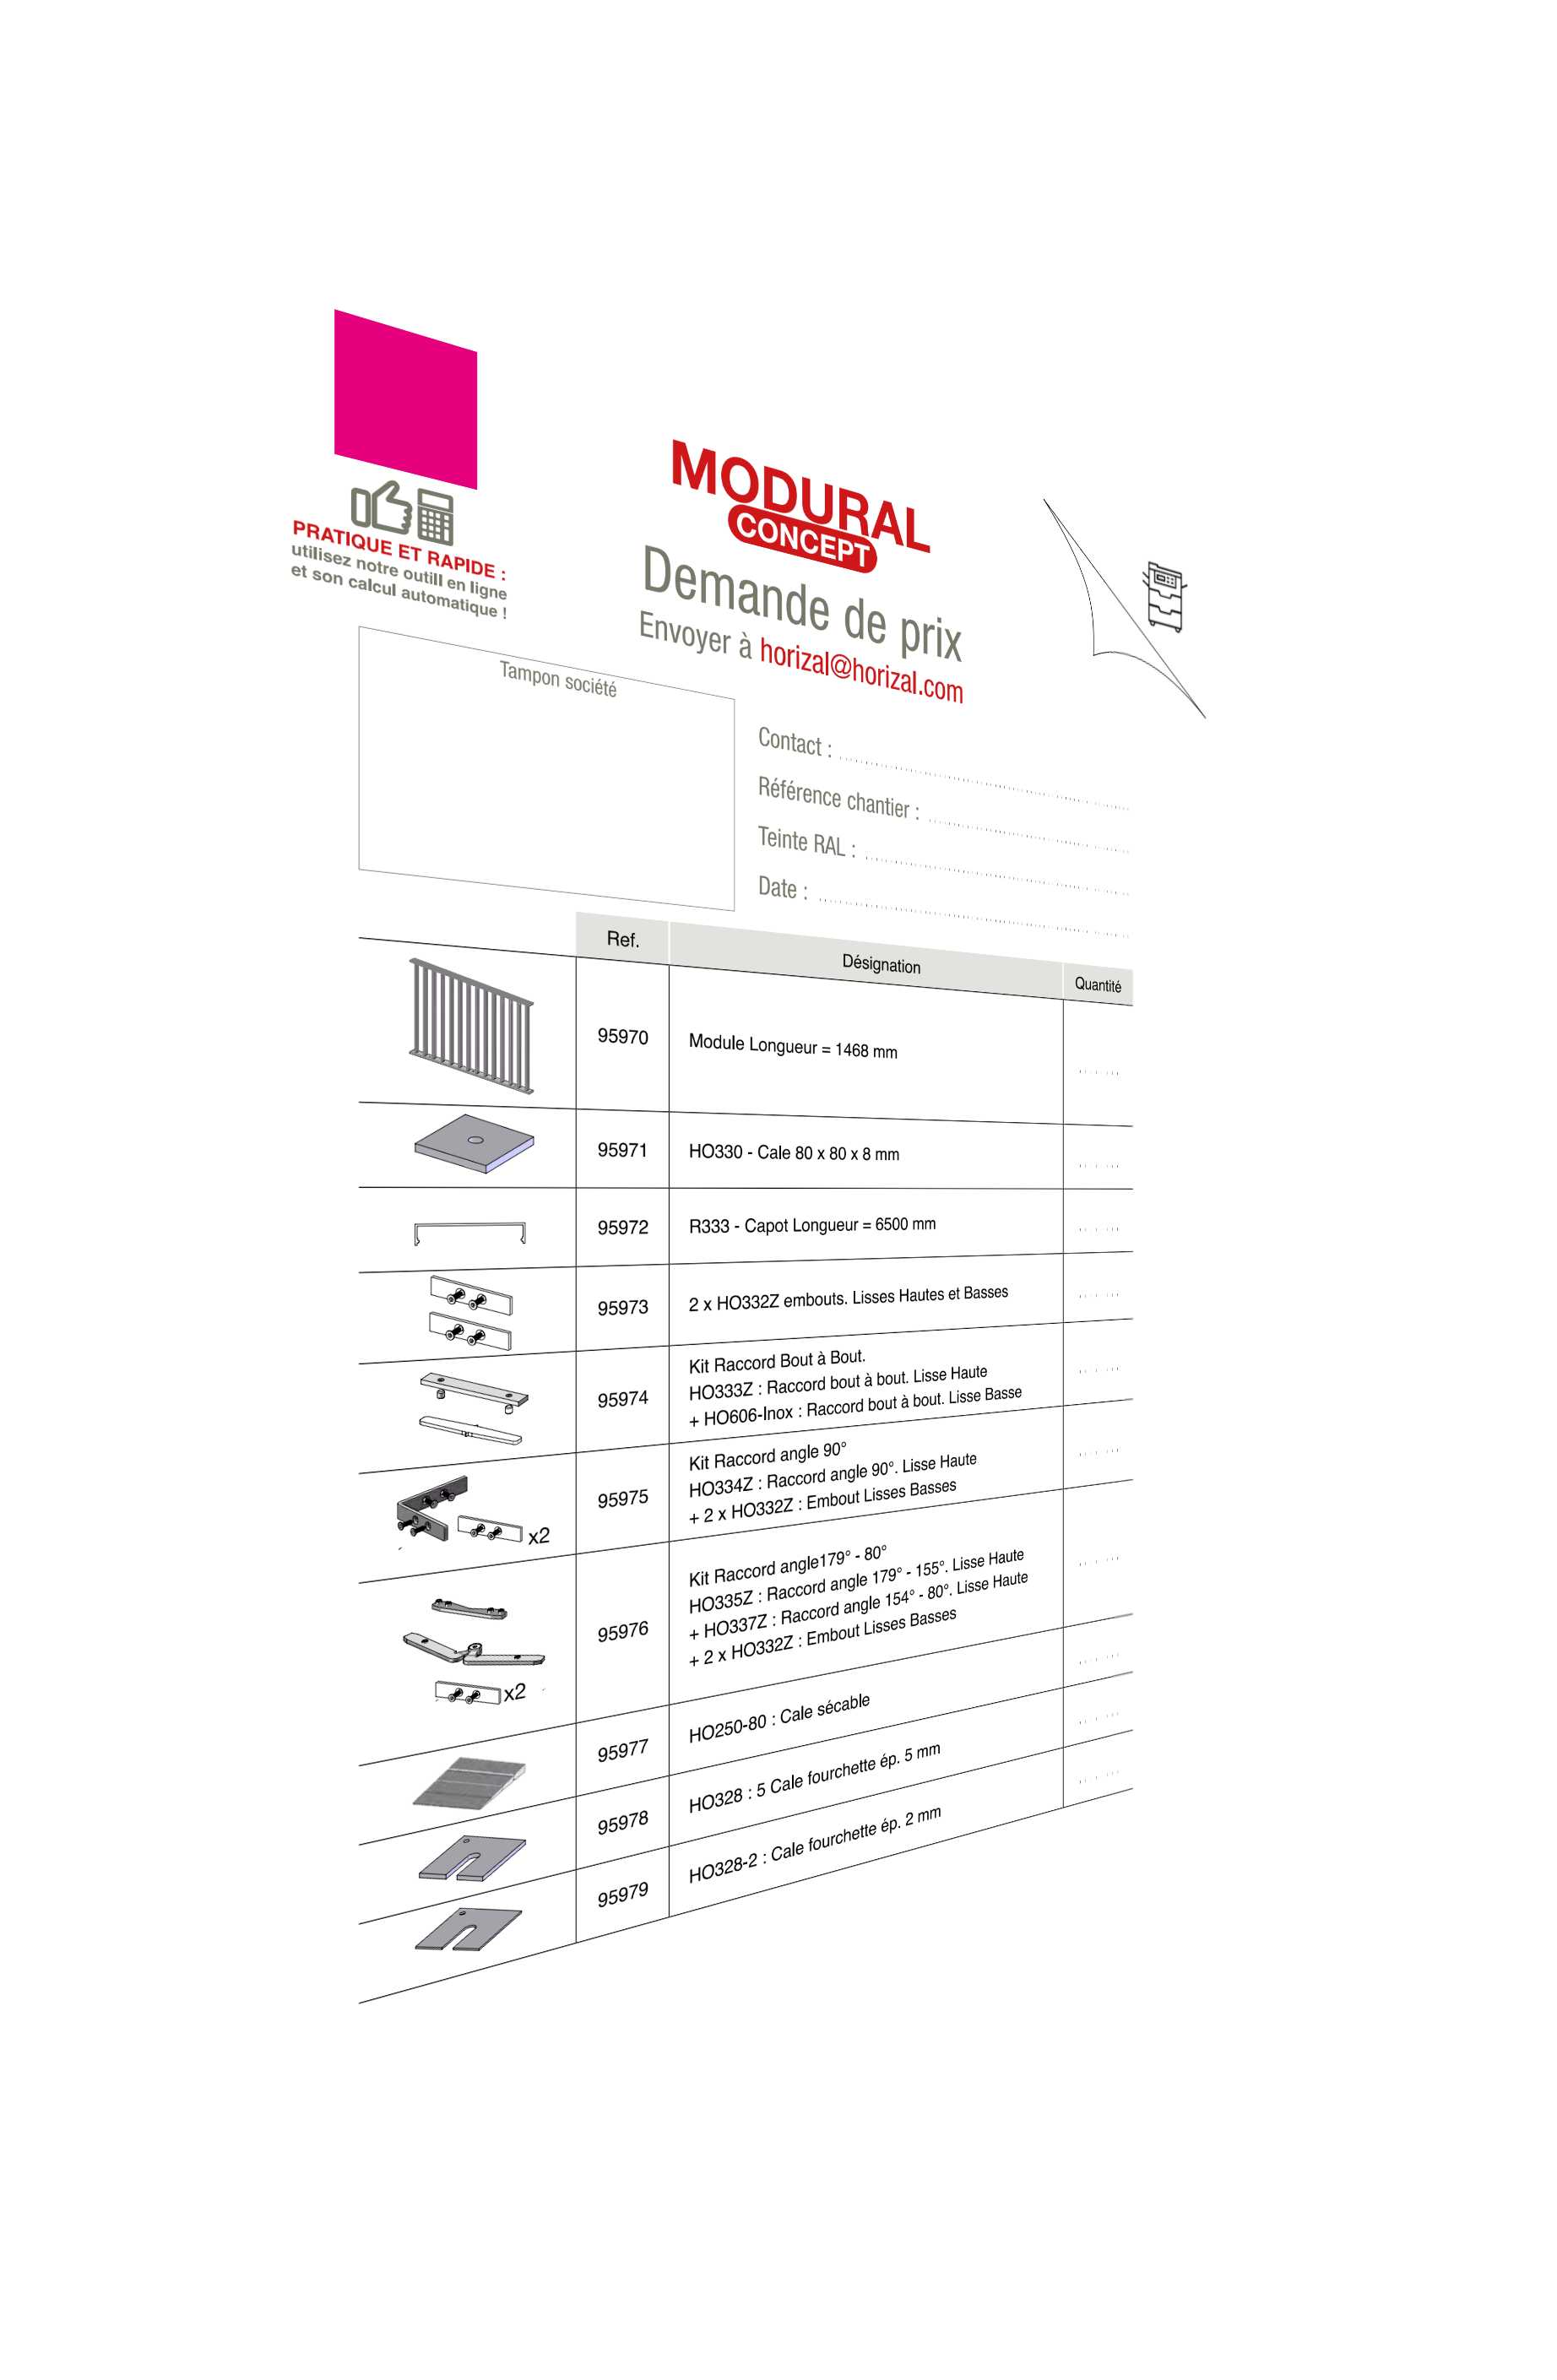 MODURAL
CONCEPT
Demande de prix
Envoyer à horizal@horizal.com
PRATIQUE ET RAPIDE :
utilisez notre outill en ligne
et son calcul automatique !
Tampon société
Contact :
Référence chantier :
Teinte RAL :
Date :
Ref. Désignation Quantité
95970 Module Longueur = 1468 mm
95971 HO330 - Cale 80 x 80 x 8 mm
95972 R333 - Capot Longueur = 6500 mm
95973 2 x HO332Z embouts. Lisses Hautes et Basses
95974 Kit Raccord Bout à Bout.
HO333Z : Raccord bout à bout. Lisse Haute
+ HO606-Inox : Raccord bout à bout. Lisse Basse
x2 95975 Kit Raccord angle 90°
HO334Z : Raccord angle 90°. Lisse Haute
+ 2 x HO332Z : Embout Lisses Basses
x2 95976 Kit Raccord angle179° - 80°
HO335Z : Raccord angle 179° - 155°. Lisse Haute
+ HO337Z : Raccord angle 154° - 80°. Lisse Haute
+ 2 x HO332Z : Embout Lisses Basses
95977 HO250-80 : Cale sécable
95978 HO328 : 5 Cale fourchette ép. 5 mm
95979 HO328-2 : Cale fourchette ép. 2 mm